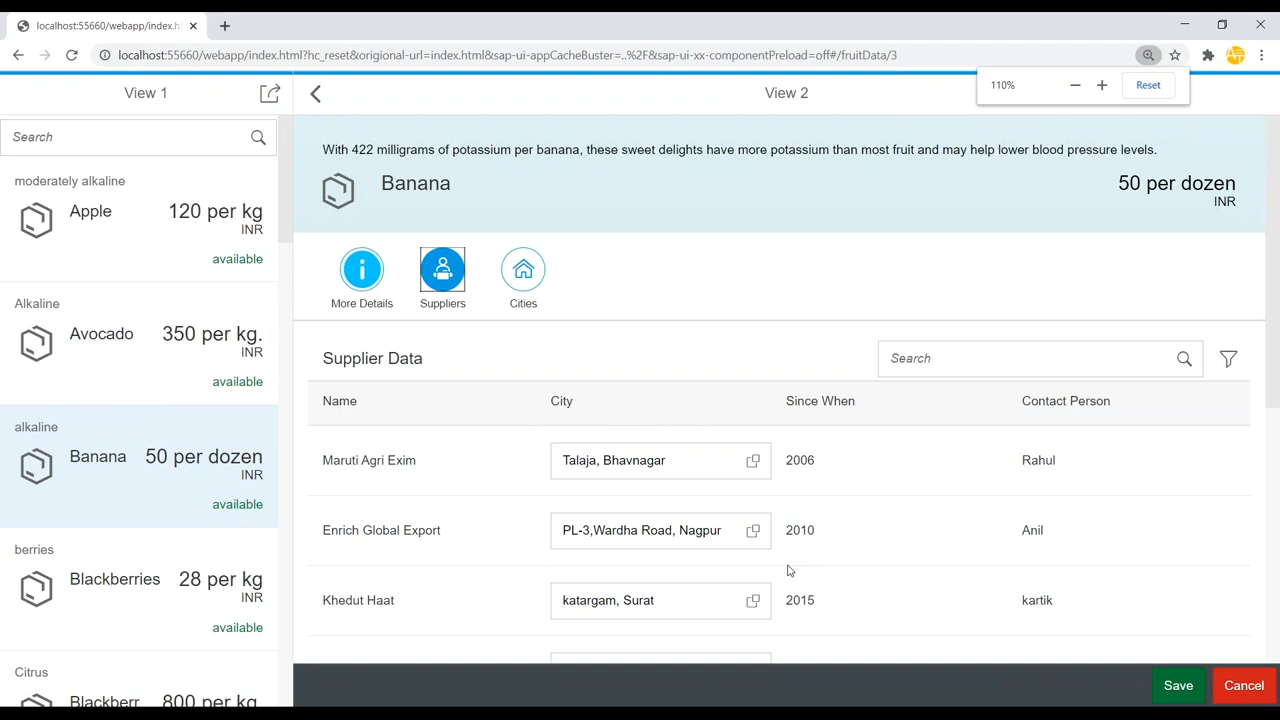 localhost:55660/webapp/index.h
localhost:55660/webapp/index.html?hc_reset&origional-url=index.html&sap-ui-appCacheBuster=..%2F&sap-ui-xx-componentPreload=off#/fruitData/3
110%
Reset
View 1
View 2
Search
moderately alkaline
Apple 120 per kg
INR
available
Alkaline
Avocado 350 per kg.
INR
available
alkaline
Banana 50 per dozen
INR
available
berries
Blackberries 28 per kg
INR
available
Citrus
Blackberr 800 per kg.
With 422 milligrams of potassium per banana, these sweet delights have more potassium than most fruit and may help lower blood pressure levels.
Banana 50 per dozen
INR
More Details Suppliers Cities
Supplier Data Search
Name City Since When Contact Person
Maruti Agri Exim Talaja, Bhavnagar 2006 Rahul
Enrich Global Export PL-3,Wardha Road, Nagpur 2010 Anil
Khedut Haat katargam, Surat 2015 kartik
Save Cancel